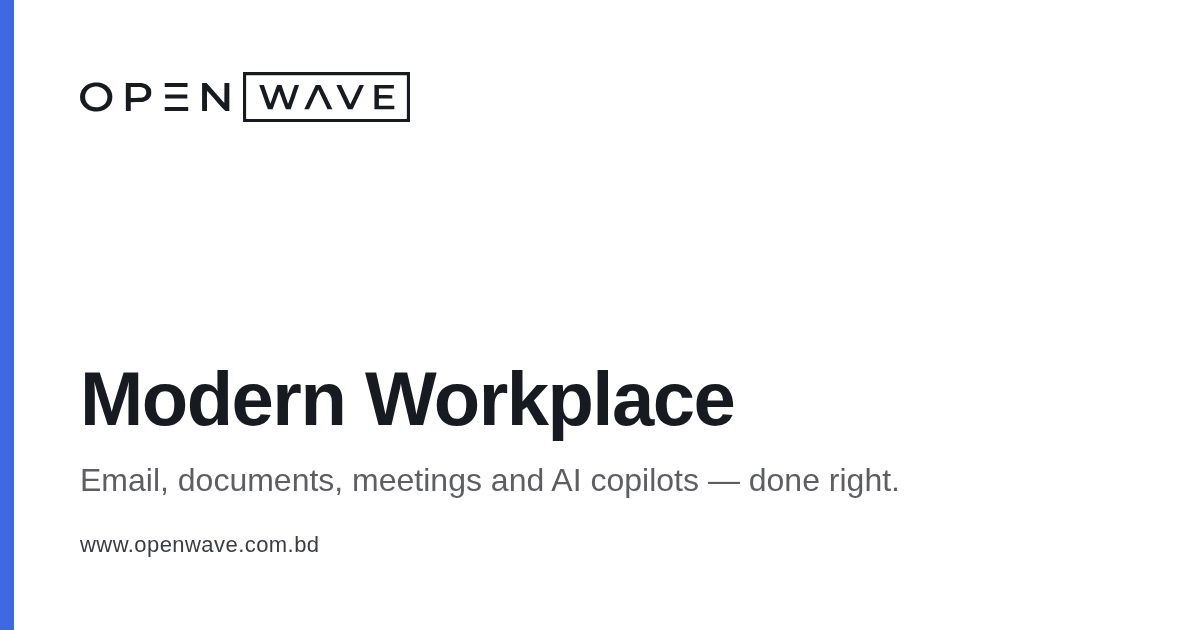 OPEN WAVE
Modern Workplace
Email, documents, meetings and AI copilots — done right.
www.openwave.com.bd